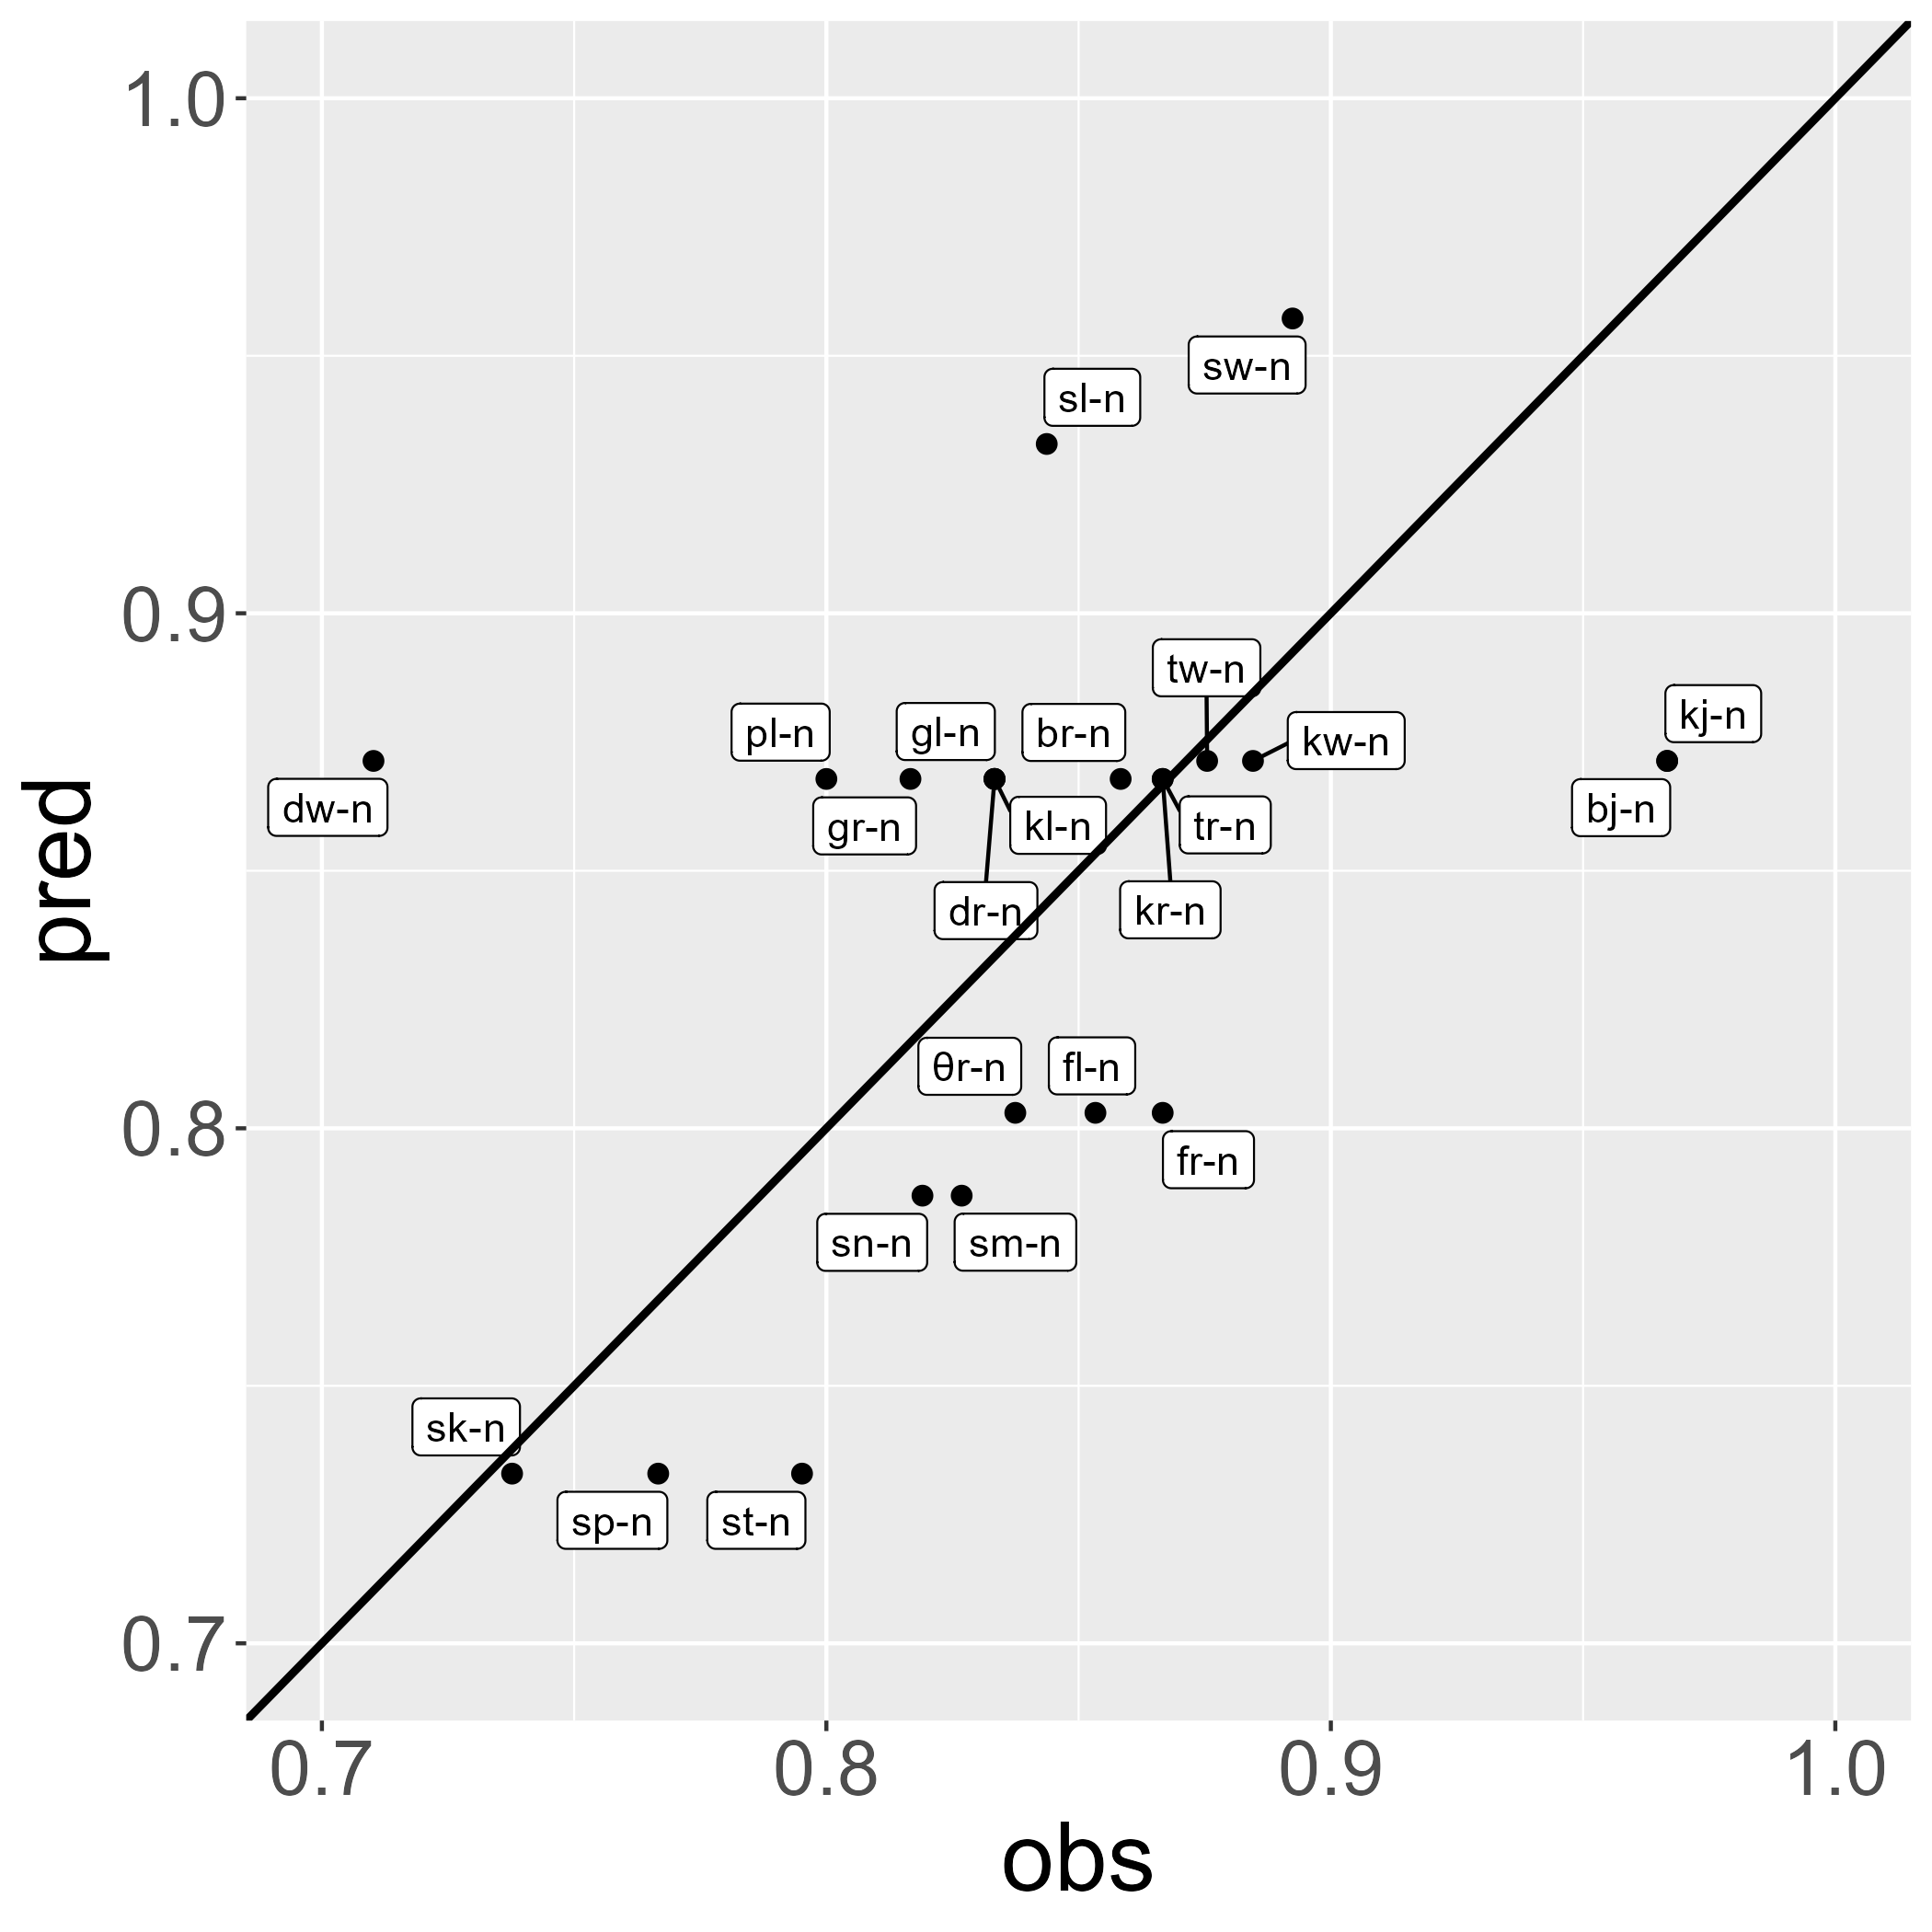 1.0
sw-n
sl-n
0.9
tw-n
kj-n
pl-n
gl-n
br-n
kw-n
dw-n
gr-n
kl-n
tr-n
bj-n
dr-n
kr-n
pred
θr-n
fl-n
0.8
fr-n
sn-n
sm-n
sk-n
sp-n
st-n
0.7
0.7
0.8
0.9
1.0
obs